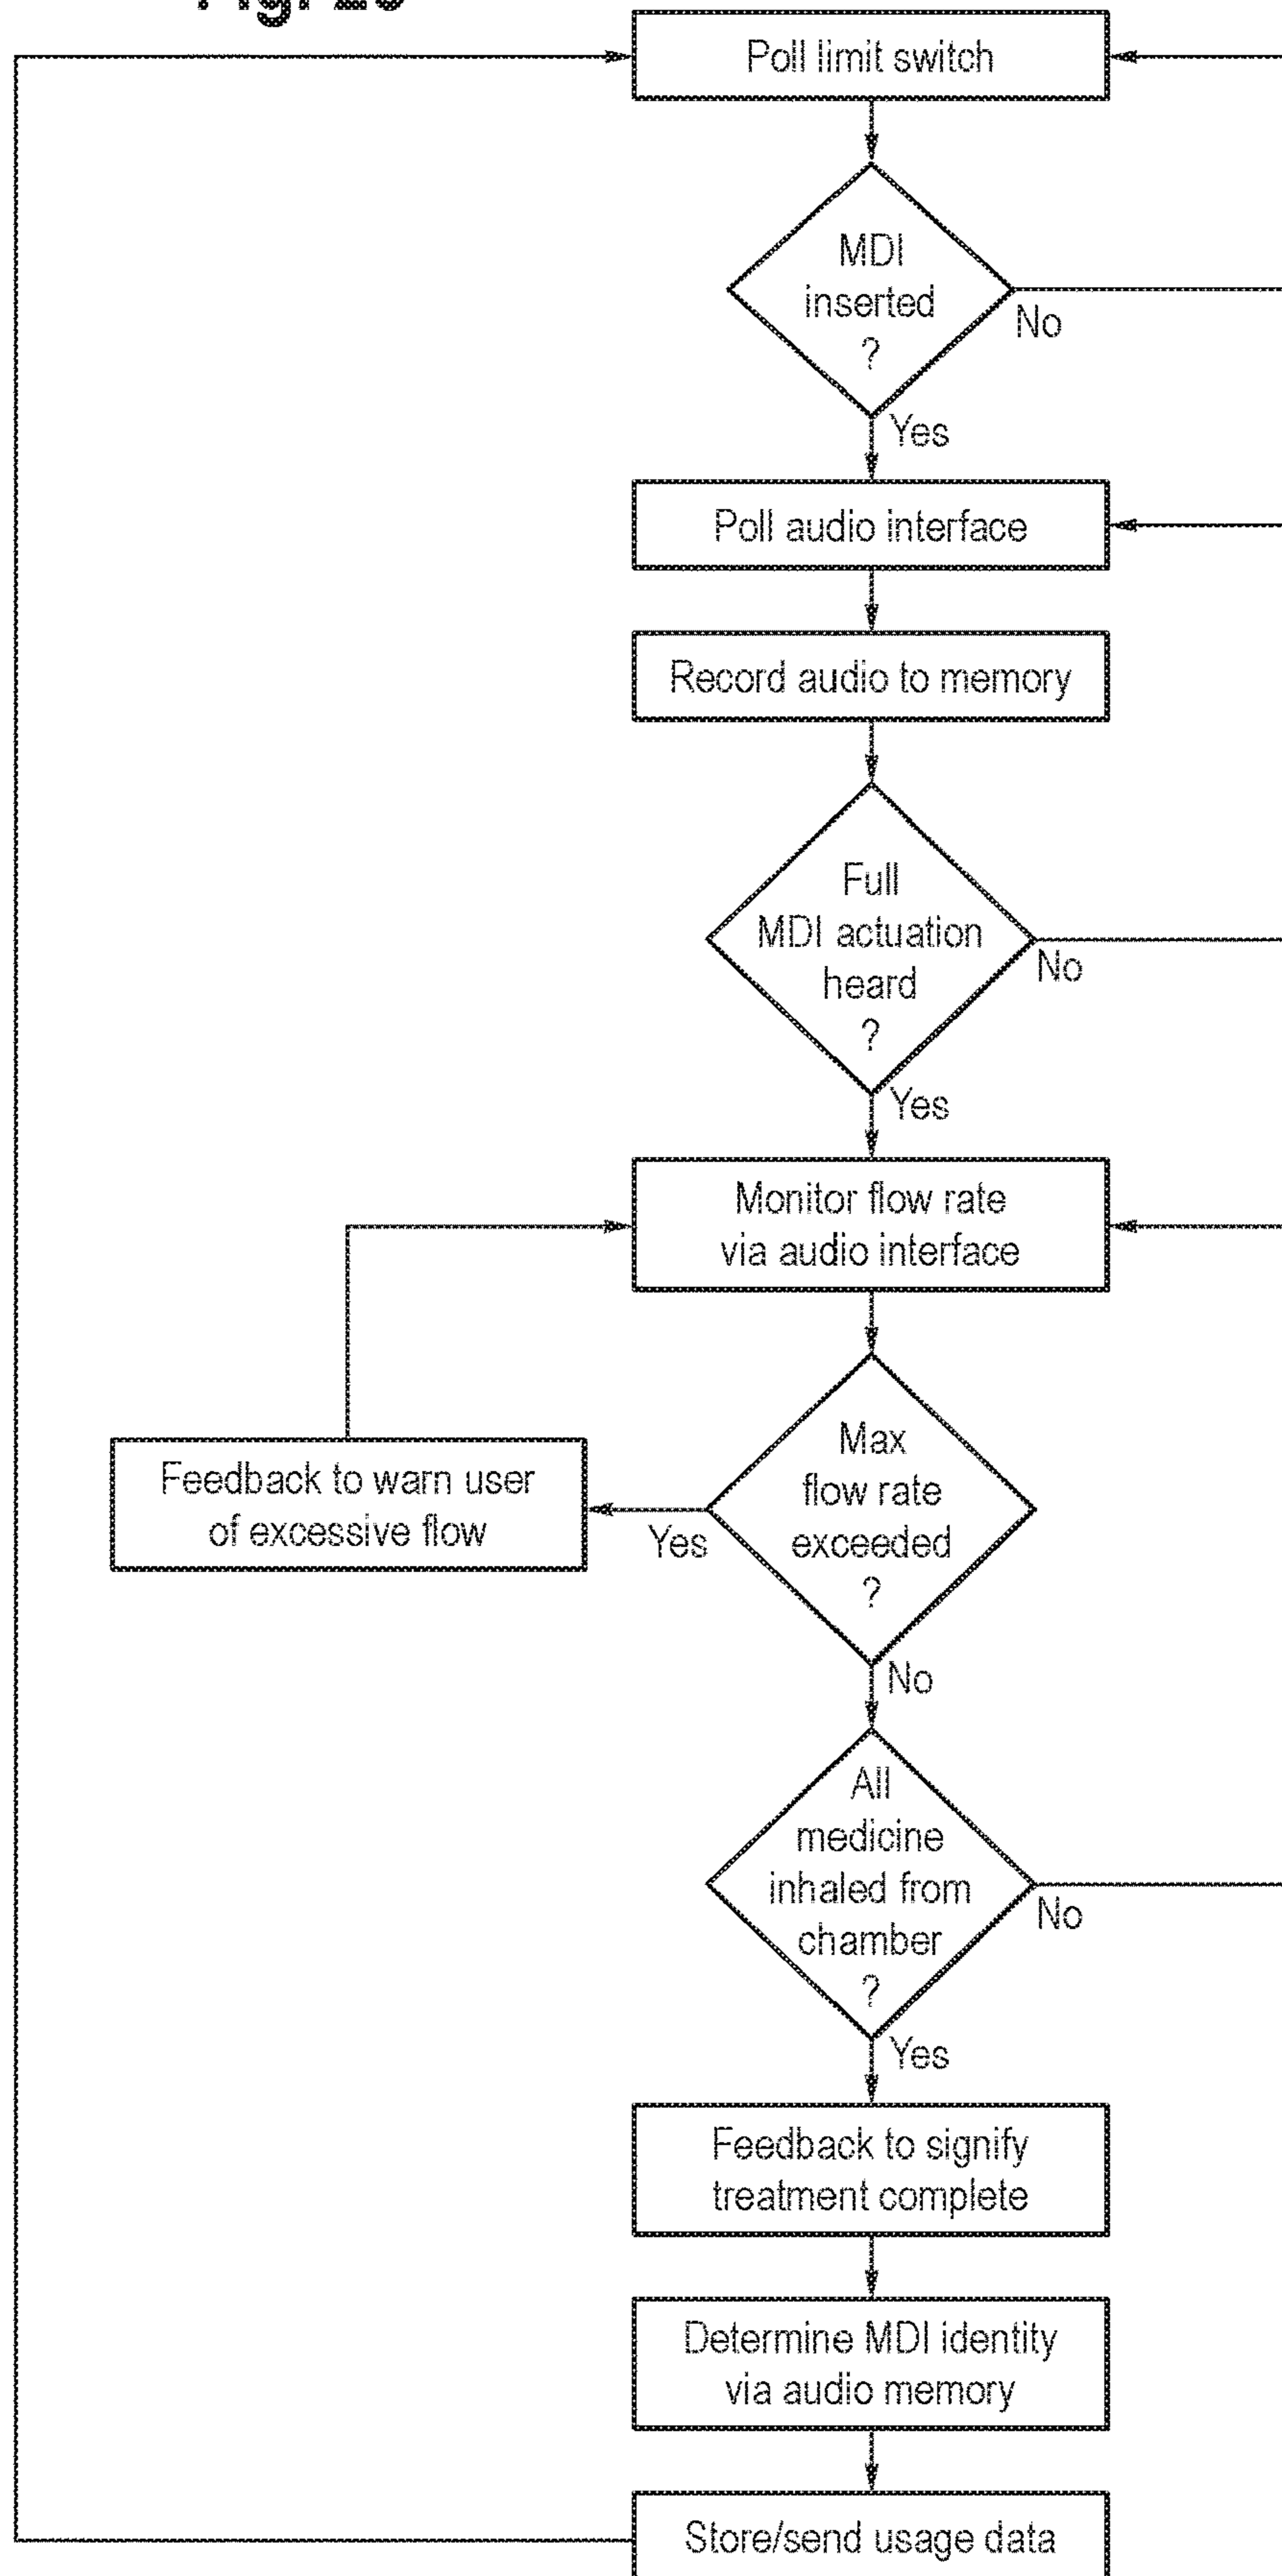 Poll limit switch
MDI
inserted
?
No
Yes
Poll audio interface
Record audio to memory
Full
MDI actuation
heard
?
No
Yes
Monitor flow rate
via audio interface
Max
flow rate
exceeded
?
Feedback to warn user
of excessive flow
Yes
No
All
medicine
inhaled from
chamber
?
No
Yes
Feedback to signify
treatment complete
Determine MDI identity
via audio memory
Store/send usage data